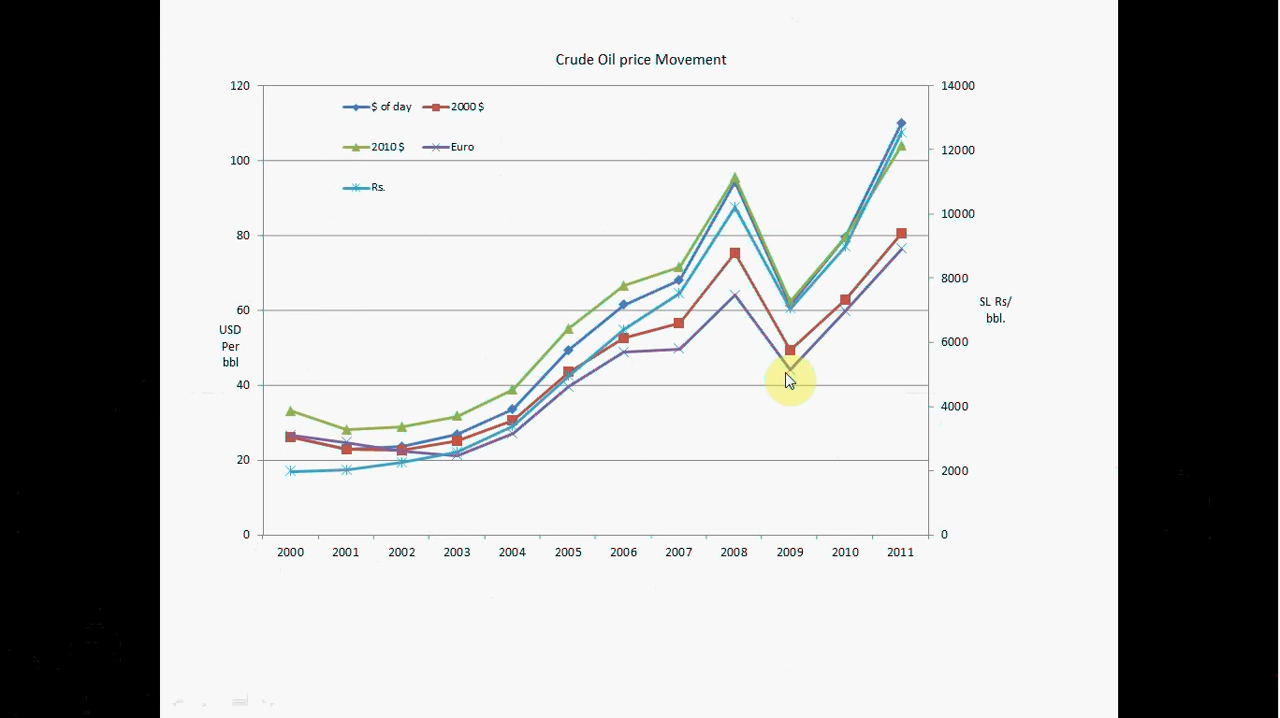 Crude Oil price Movement
120
100
80
60
40
20
0
USD
Per
bbl
$ of day
2000 $
2010 $
Euro
Rs.
14000
12000
10000
8000
6000
4000
2000
0
SL Rs/
bbl.
2000 2001 2002 2003 2004 2005 2006 2007 2008 2009 2010 2011